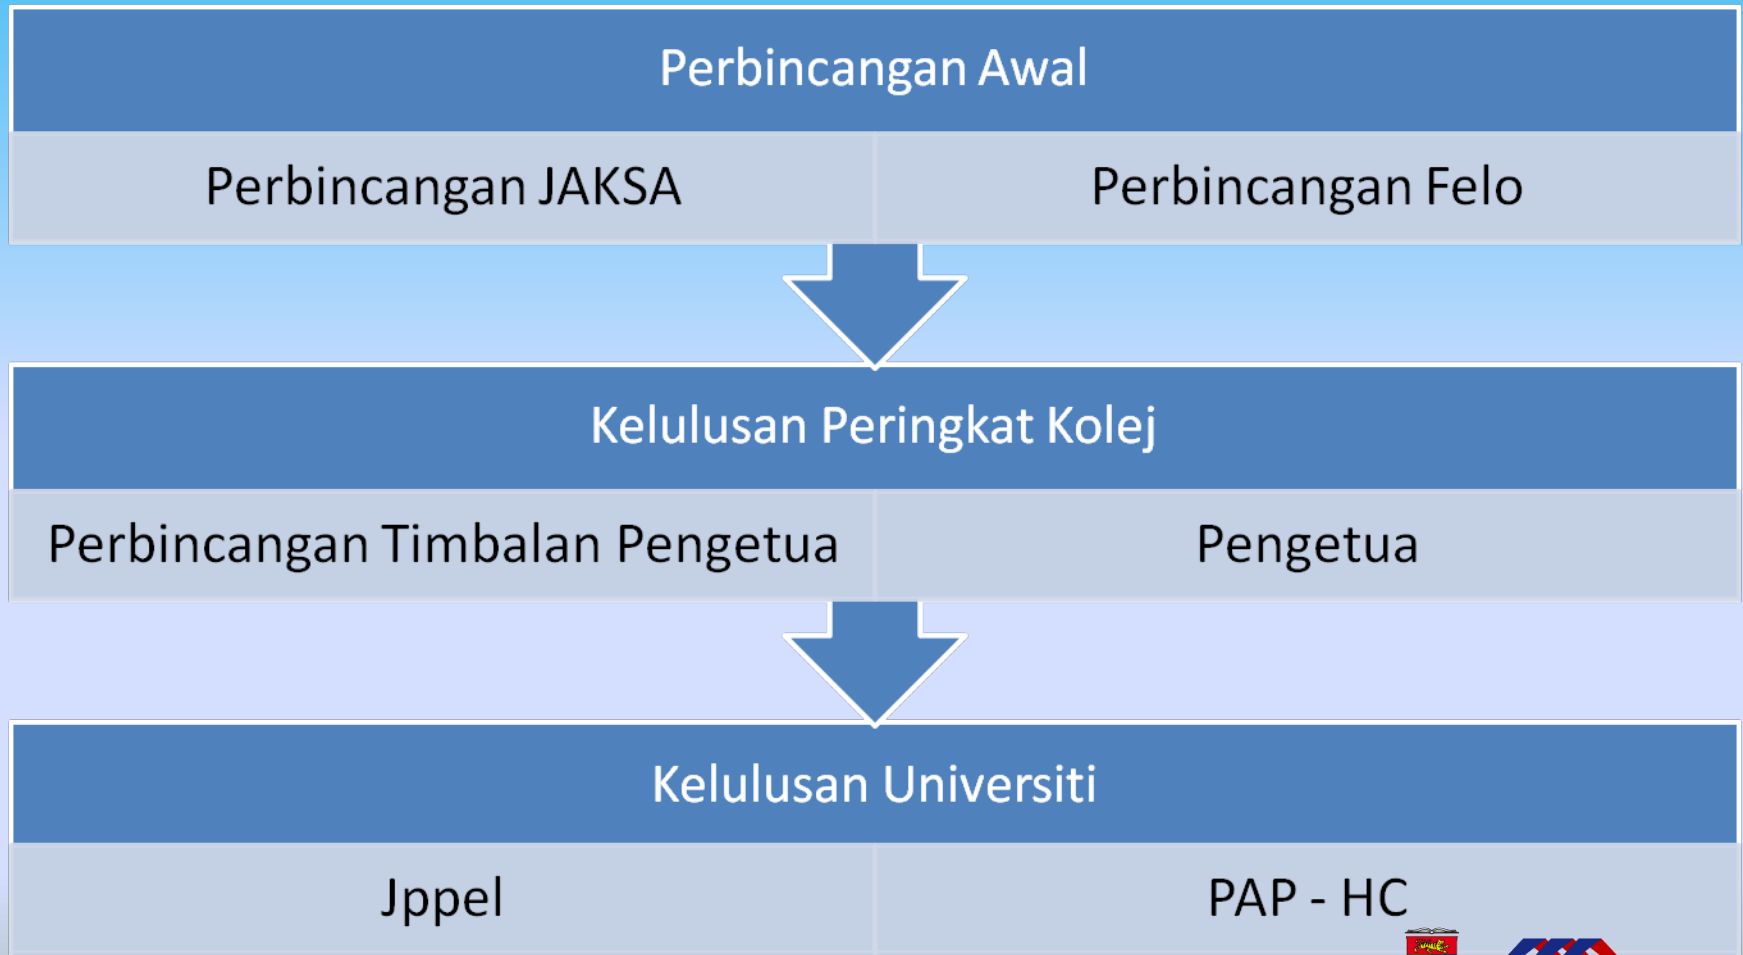 Perbincangan Awal
Perbincangan JAKSA
Perbincangan Felo
Kelulusan Peringkat Kolej
Perbincangan Timbalan Pengetua
Pengetua
Kelulusan Universiti
Jppel
PAP - HC